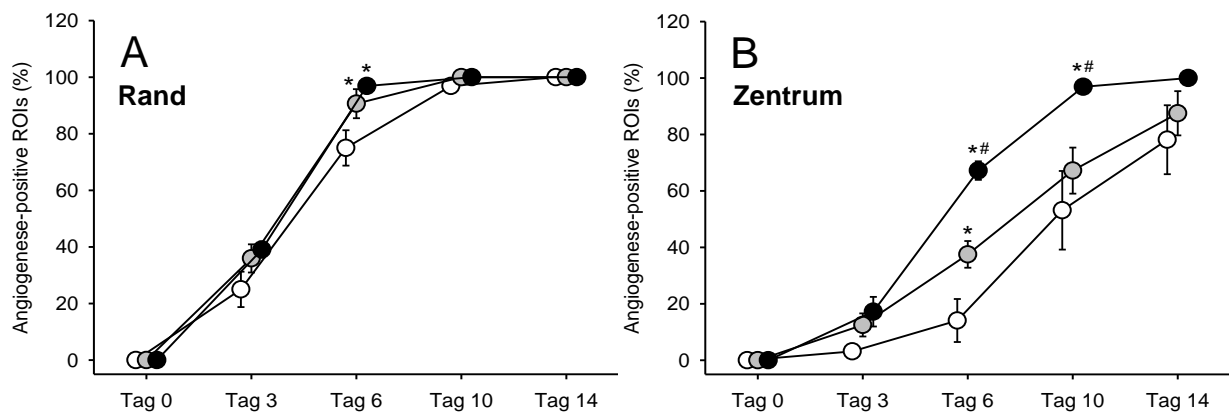 A
Rand
Angiogenese-positive ROIs (%)
120
100
80
60
40
20
0
* *
Tag 0 Tag 3 Tag 6 Tag 10 Tag 14
B
Zentrum
Angiogenese-positive ROIs (%)
120
100
80
60
40
20
0
*#
*#
*
Tag 0 Tag 3 Tag 6 Tag 10 Tag 14